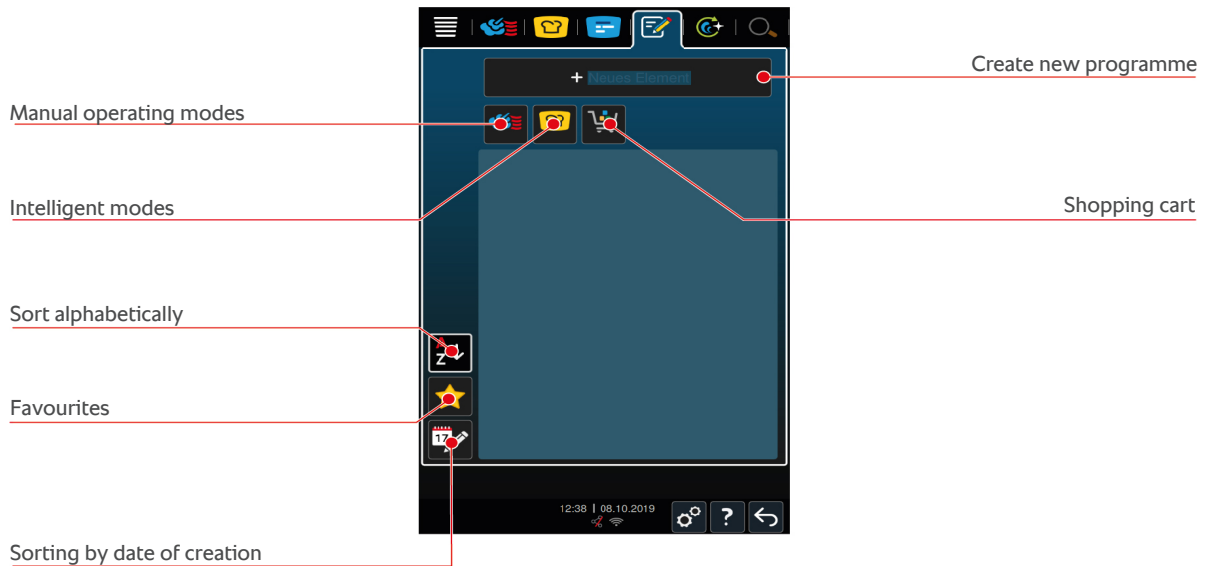 Create new programme
+ Neues Element
Manual operating modes
Intelligent modes
Shopping cart
Sort alphabetically
A
Z
Favourites
17
12:38 | 08.10.2019
?
Sorting by date of creation